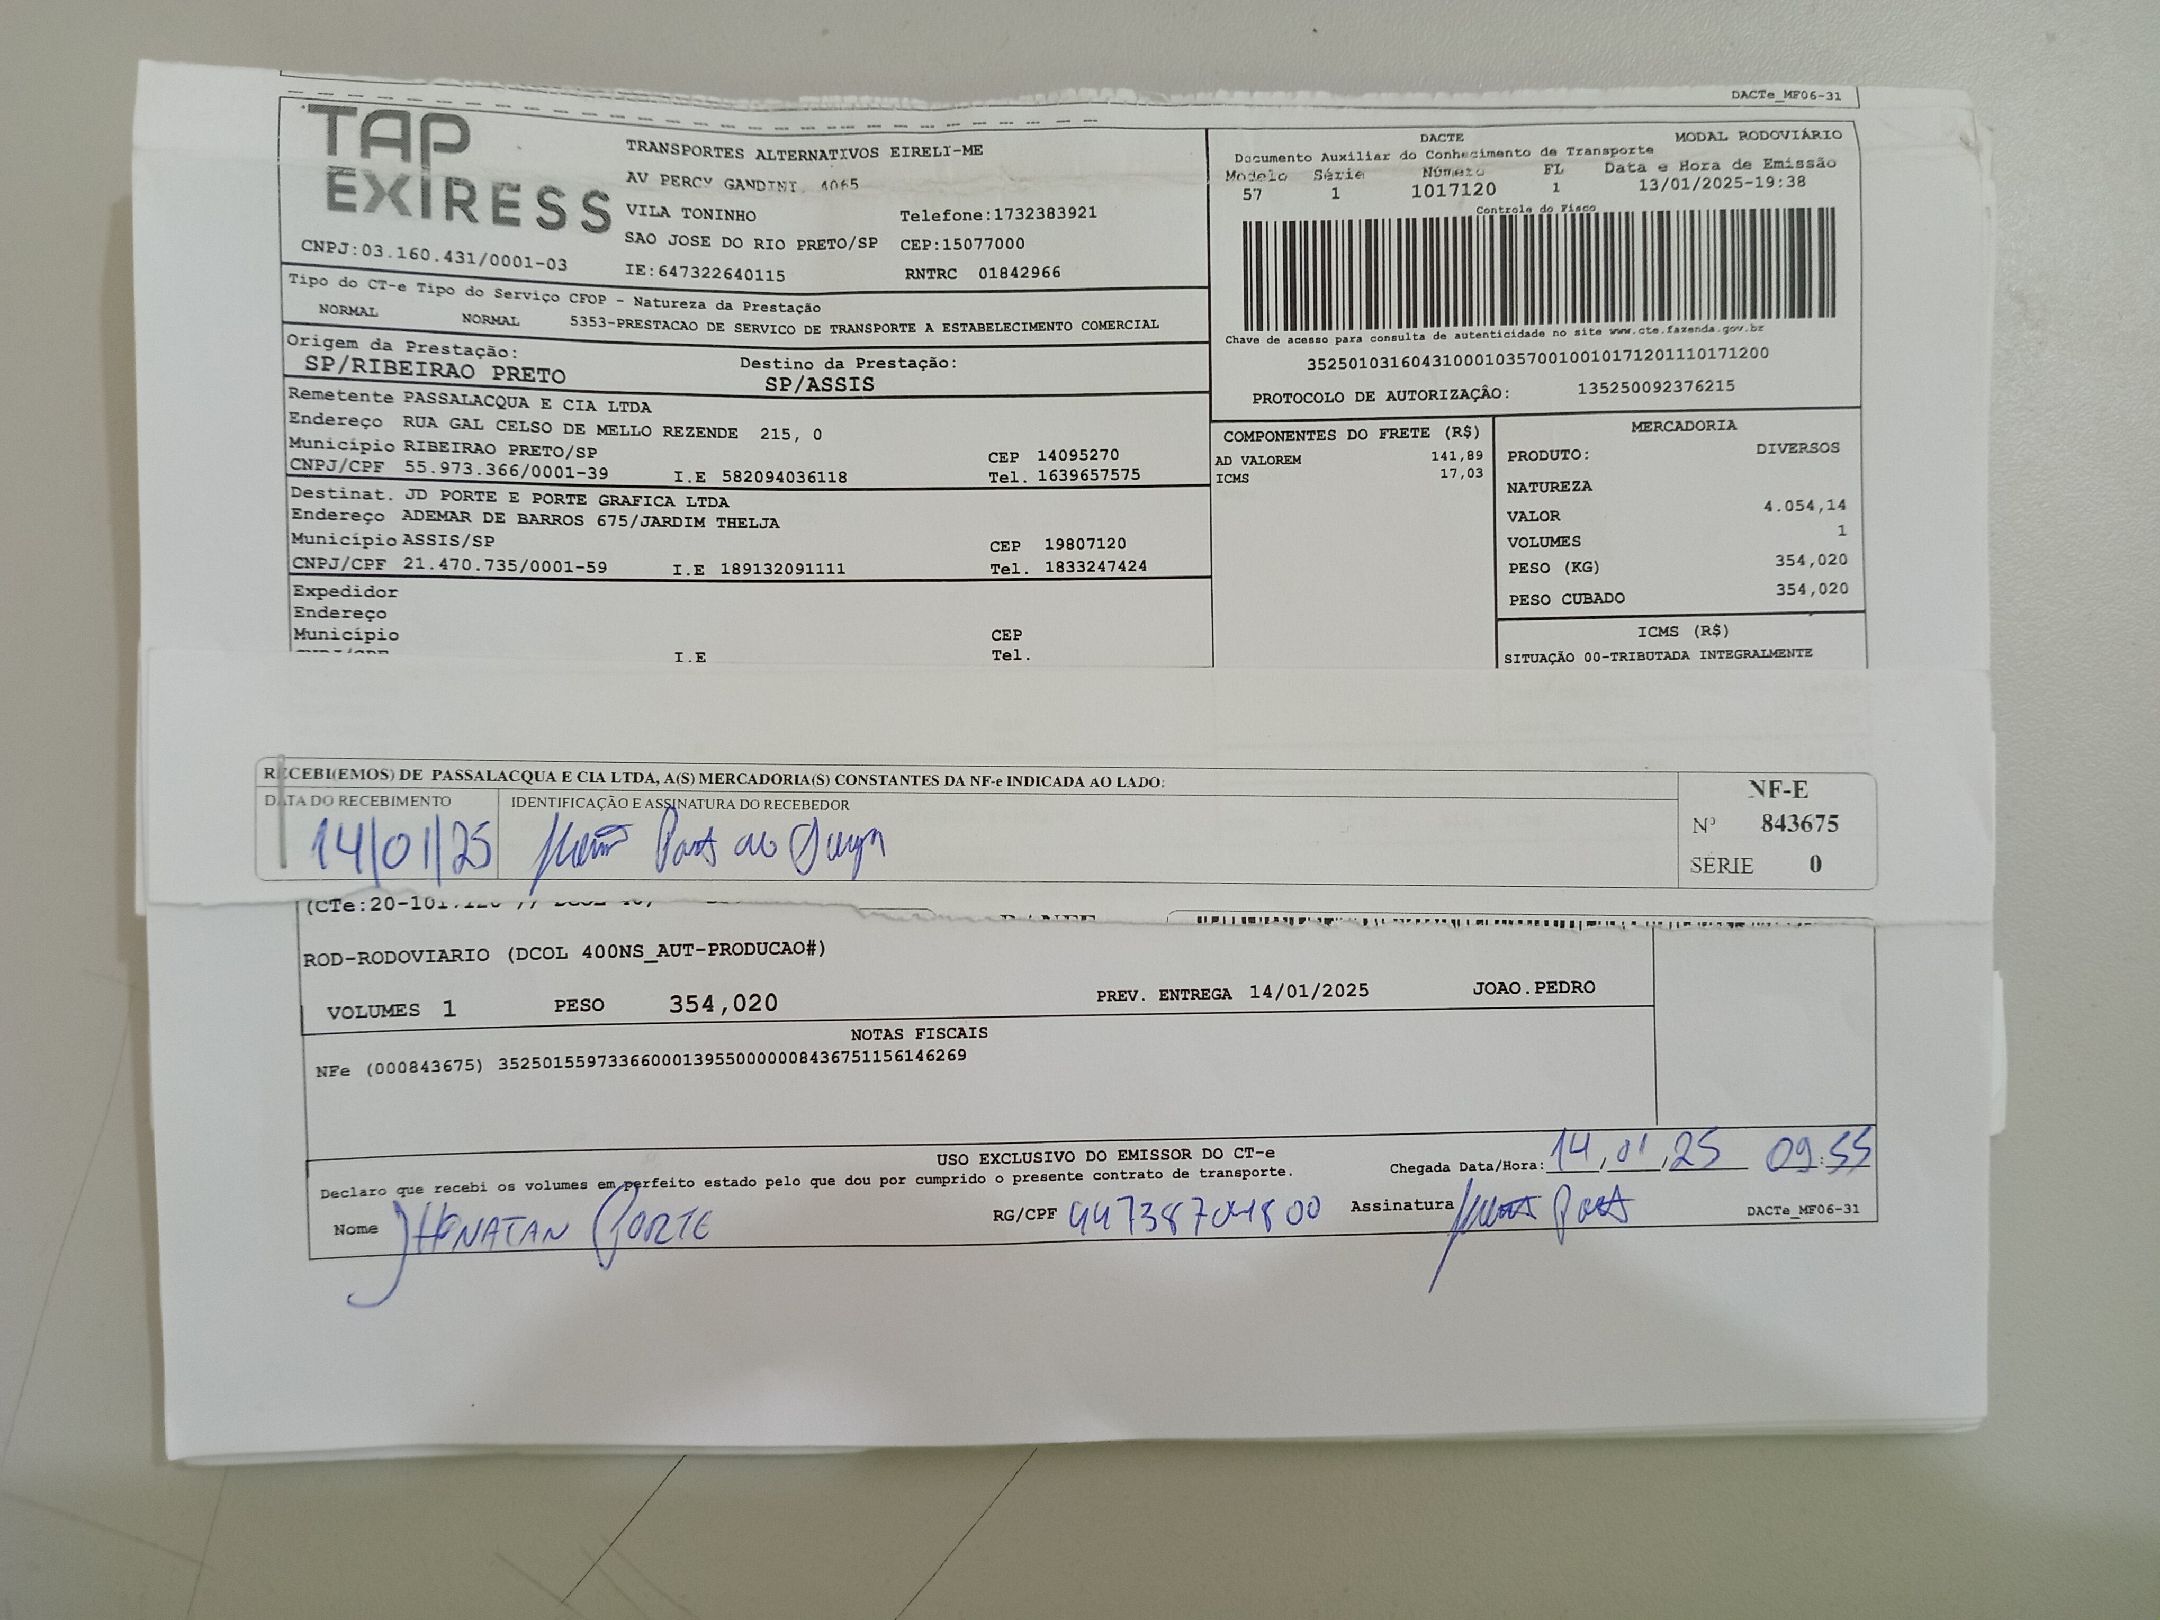 DACTe_MF06-31
TAP
EXPRESS
TRANSPORTES ALTERNATIVOS EIRELI-ME
AV PERCY GANDINI, 4065
VILA TONINHO Telefone:1732383921
SAO JOSE DO RIO PRETO/SP CEP:15077000
CNPJ:03.160.431/0001-03 IE:647322640115 RNTRC 01842966
DACTE MODAL RODOVIÁRIO
Documento Auxiliar do Conhecimento de Transporte
Modelo Série Número FL Data e Hora de Emissão
57 1 1017120 1 13/01/2025-19:38
Controle do Fisco
Chave de acesso para consulta de autenticidade no site www.cte.fazenda.gov.br
35250103160431000103570010010171201110171200
PROTOCOLO DE AUTORIZAÇÂO: 135250092376215
Tipo do CT-e Tipo do Serviço CFOP - Natureza da Prestação
NORMAL NORMAL 5353-PRESTACAO DE SERVICO DE TRANSPORTE A ESTABELECIMENTO COMERCIAL
Origem da Prestação: Destino da Prestação:
SP/RIBEIRAO PRETO SP/ASSIS
Remetente PASSALACQUA E CIA LTDA
Endereço RUA GAL CELSO DE MELLO REZENDE 215, 0
Município RIBEIRAO PRETO/SP CEP 14095270
CNPJ/CPF 55.973.366/0001-39 I.E 582094036118 Tel. 1639657575
Destinat. JD PORTE E PORTE GRAFICA LTDA
Endereço ADEMAR DE BARROS 675/JARDIM THELJA
Município ASSIS/SP CEP 19807120
CNPJ/CPF 21.470.735/0001-59 I.E 189132091111 Tel. 1833247424
Expedidor
Endereço
Município CEP
I.E Tel.
COMPONENTES DO FRETE (R$)
AD VALOREM 141,89
ICMS 17,03
MERCADORIA
PRODUTO: DIVERSOS
NATUREZA
VALOR 4.054,14
VOLUMES 1
PESO (KG) 354,020
PESO CUBADO 354,020
ICMS (R$)
SITUAÇÃO 00-TRIBUTADA INTEGRALMENTE
RECEBI(EMOS) DE PASSALACQUA E CIA LTDA, A(S) MERCADORIA(S) CONSTANTES DA NF-e INDICADA AO LADO:
DATA DO RECEBIMENTO IDENTIFICAÇÃO E ASSINATURA DO RECEBEDOR
14/01/25
NF-E
Nº 843675
SÉRIE 0
ROD-RODOVIARIO (DCOL 400NS_AUT-PRODUCAO#)
VOLUMES 1 PESO 354,020 PREV. ENTREGA 14/01/2025 JOAO.PEDRO
NOTAS FISCAIS
NFe (000843675) 35250155973366000139550000008436751156146269
USO EXCLUSIVO DO EMISSOR DO CT-e
Declaro que recebi os volumes em perfeito estado pelo que dou por cumprido o presente contrato de transporte.
Chegada Data/Hora: 14,01,25 09:55
Nome JHONATAN PORTE RG/CPF 44738704800 Assinatura
DACTe_MF06-31